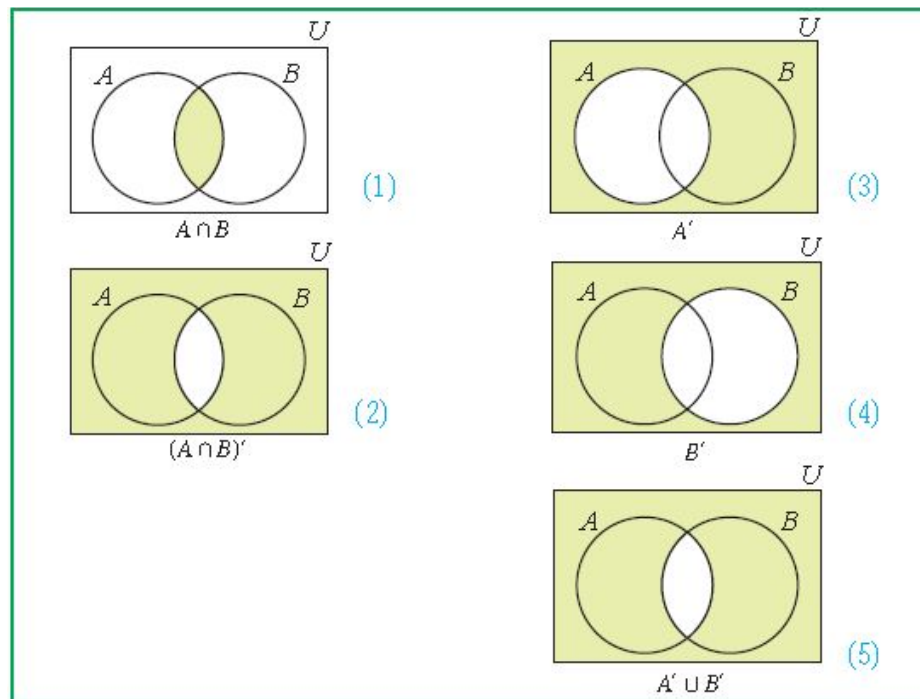 U
A B
(1)
A ∩ B
U
A B
(2)
(A ∩ B)′
U
A B
(3)
A′
U
A B
(4)
B′
U
A B
(5)
A′ ∪ B′